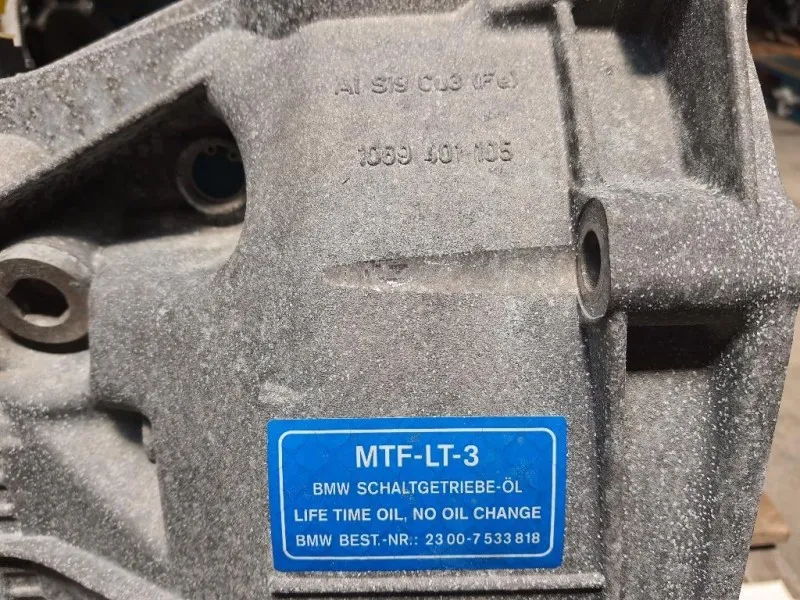 Al Si9 Cu3 (Fe)
1069 401 105
MTF-LT-3
BMW SCHALTGETRIEBE-ÖL
LIFE TIME OIL, NO OIL CHANGE
BMW BEST.-NR.: 23 00-7 533 818